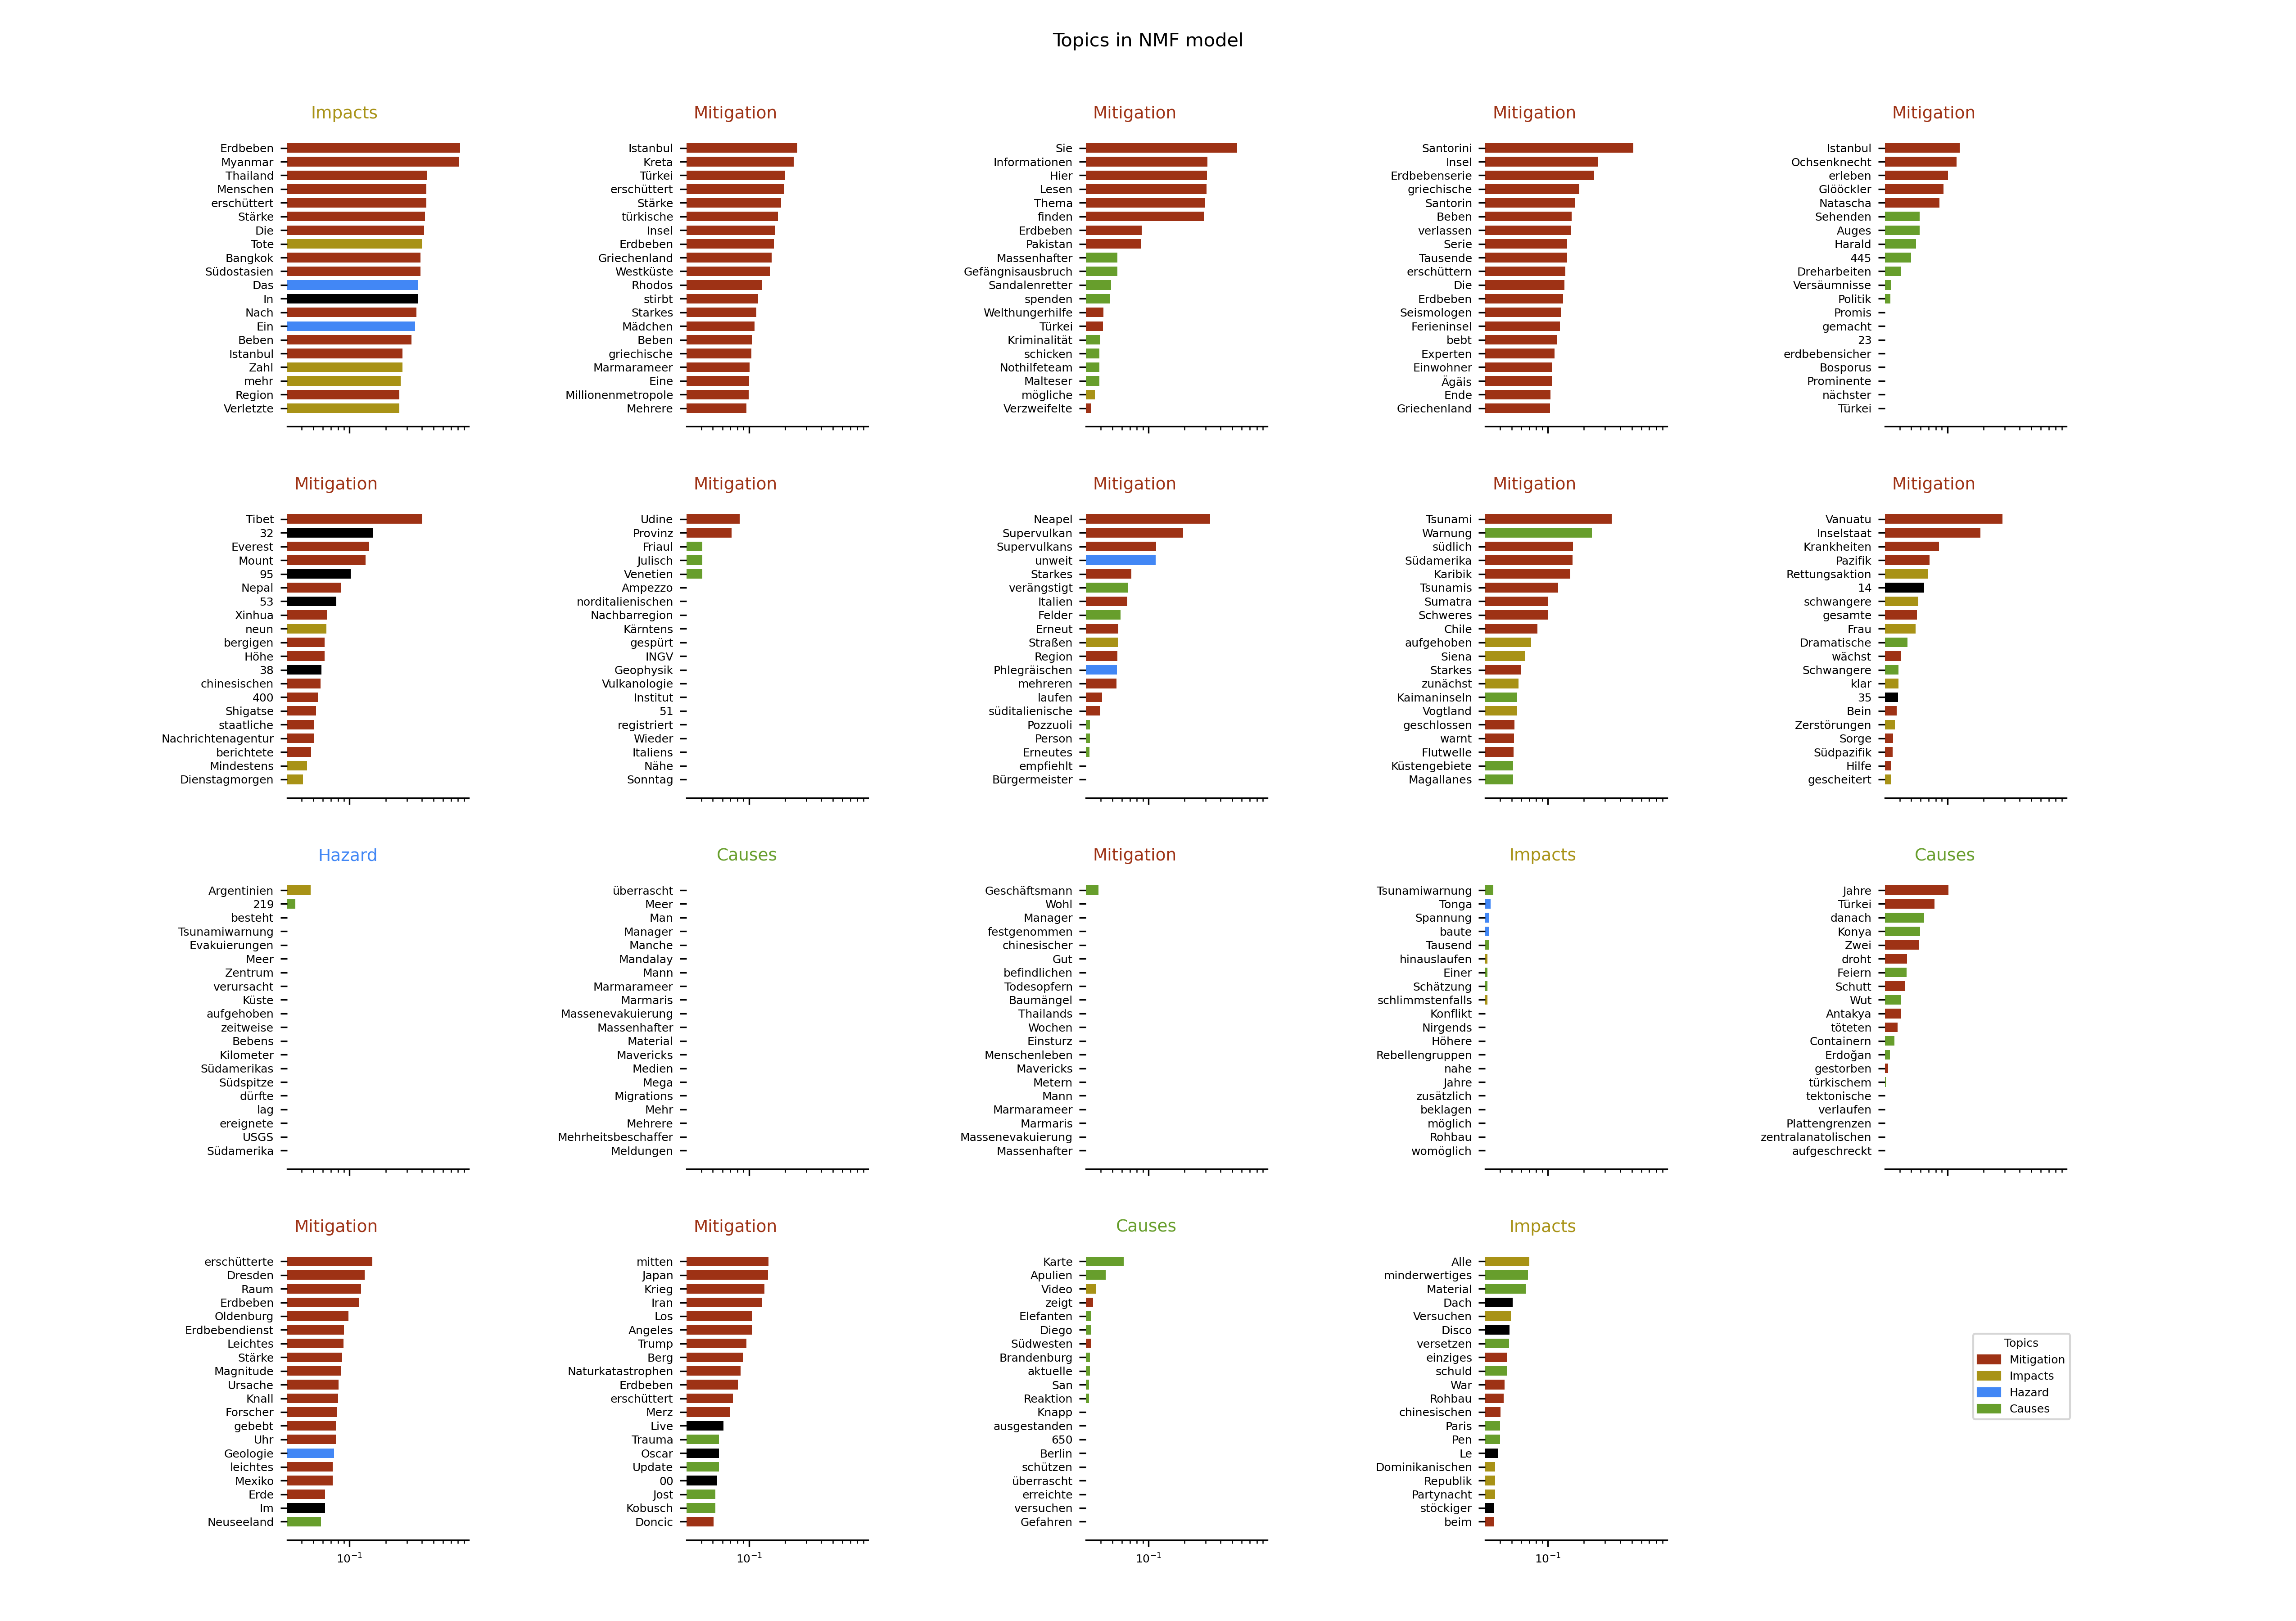 Topics in NMF model
Impacts
Erdbeben
Myanmar
Thailand
Menschen
erschüttert
Stärke
Die
Tote
Bangkok
Südostasien
Das
In
Nach
Ein
Beben
Istanbul
Zahl
mehr
Region
Verletzte
Mitigation
Istanbul
Kreta
Türkei
erschüttert
Stärke
türkische
Insel
Erdbeben
Griechenland
Westküste
Rhodos
stirbt
Starkes
Mädchen
Beben
griechische
Marmarameer
Eine
Millionenmetropole
Mehrere
Mitigation
Sie
Informationen
Hier
Lesen
Thema
finden
Erdbeben
Pakistan
Massenhafter
Gefängnisausbruch
Sandalenretter
spenden
Welthungerhilfe
Türkei
Kriminalität
schicken
Nothilfeteam
Malteser
mögliche
Verzweifelte
Mitigation
Santorini
Insel
Erdbebenserie
griechische
Santorin
Beben
verlassen
Serie
Tausende
erschüttern
Die
Erdbeben
Seismologen
Ferieninsel
bebt
Experten
Einwohner
Ägäis
Ende
Griechenland
Mitigation
Istanbul
Ochsenknecht
erleben
Glööckler
Natascha
Sehenden
Auges
Harald
445
Dreharbeiten
Versäumnisse
Politik
Promis
gemacht
23
erdbebensicher
Bosporus
Prominente
nächster
Türkei
Mitigation
Tibet
32
Everest
Mount
95
Nepal
53
Xinhua
neun
bergigen
Höhe
38
chinesischen
400
Shigatse
staatliche
Nachrichtenagentur
berichtete
Mindestens
Dienstagmorgen
Mitigation
Udine
Provinz
Friaul
Julisch
Venetien
Ampezzo
norditalienischen
Nachbarregion
Kärntens
gespürt
INGV
Geophysik
Vulkanologie
Institut
51
registriert
Wieder
Italiens
Nähe
Sonntag
Mitigation
Neapel
Supervulkan
Supervulkans
unweit
Starkes
verängstigt
Italien
Felder
Erneut
Straßen
Region
Phlegräischen
mehreren
laufen
süditalienische
Pozzuoli
Person
Erneutes
empfiehlt
Bürgermeister
Mitigation
Tsunami
Warnung
südlich
Südamerika
Karibik
Tsunamis
Sumatra
Schweres
Chile
aufgehoben
Siena
Starkes
zunächst
Kaimaninseln
Vogtland
geschlossen
warnt
Flutwelle
Küstengebiete
Magallanes
Mitigation
Vanuatu
Inselstaat
Krankheiten
Pazifik
Rettungsaktion
14
schwangere
gesamte
Frau
Dramatische
wächst
Schwangere
klar
35
Bein
Zerstörungen
Sorge
Südpazifik
Hilfe
gescheitert
Hazard
Argentinien
219
besteht
Tsunamiwarnung
Evakuierungen
Meer
Zentrum
verursacht
Küste
aufgehoben
zeitweise
Bebens
Kilometer
Südamerikas
Südspitze
dürfte
lag
ereignete
USGS
Südamerika
Causes
überrascht
Meer
Man
Manager
Manche
Mandalay
Mann
Marmarameer
Marmaris
Massenevakuierung
Massenhafter
Material
Mavericks
Medien
Mega
Migrations
Mehr
Mehrere
Mehrheitsbeschaffer
Meldungen
Mitigation
Geschäftsmann
Wohl
Manager
festgenommen
chinesischer
Gut
befindlichen
Todesopfern
Baumängel
Thailands
Wochen
Einsturz
Menschenleben
Mavericks
Metern
Mann
Marmarameer
Marmaris
Massenevakuierung
Massenhafter
Impacts
Tsunamiwarnung
Tonga
Spannung
baute
Tausend
hinauslaufen
Einer
Schätzung
schlimmstenfalls
Konflikt
Nirgends
Höhere
Rebellengruppen
nahe
Jahre
zusätzlich
beklagen
möglich
Rohbau
womöglich
Causes
Jahre
Türkei
danach
Konya
Zwei
droht
Feiern
Schutt
Wut
Antakya
töteten
Containern
Erdoğan
gestorben
türkischem
tektonische
verlaufen
Plattengrenzen
zentralanatolischen
aufgeschreckt
Mitigation
erschütterte
Dresden
Raum
Erdbeben
Oldenburg
Erdbebendienst
Leichtes
Stärke
Magnitude
Ursache
Knall
Forscher
gebebt
Uhr
Geologie
leichtes
Mexiko
Erde
Im
Neuseeland
10⁻¹
Mitigation
mitten
Japan
Krieg
Iran
Los
Angeles
Trump
Berg
Naturkatastrophen
Erdbeben
erschüttert
Merz
Live
Trauma
Oscar
Update
00
Jost
Kobusch
Doncic
10⁻¹
Causes
Karte
Apulien
Video
zeigt
Elefanten
Diego
Südwesten
Brandenburg
aktuelle
San
Reaktion
Knapp
ausgestanden
650
Berlin
schützen
überrascht
erreichte
versuchen
Gefahren
10⁻¹
Impacts
Alle
minderwertiges
Material
Dach
Versuchen
Disco
versetzen
einziges
schuld
War
Rohbau
chinesischen
Paris
Pen
Le
Dominikanischen
Republik
Partynacht
stöckiger
beim
10⁻¹
Topics
Mitigation
Impacts
Hazard
Causes